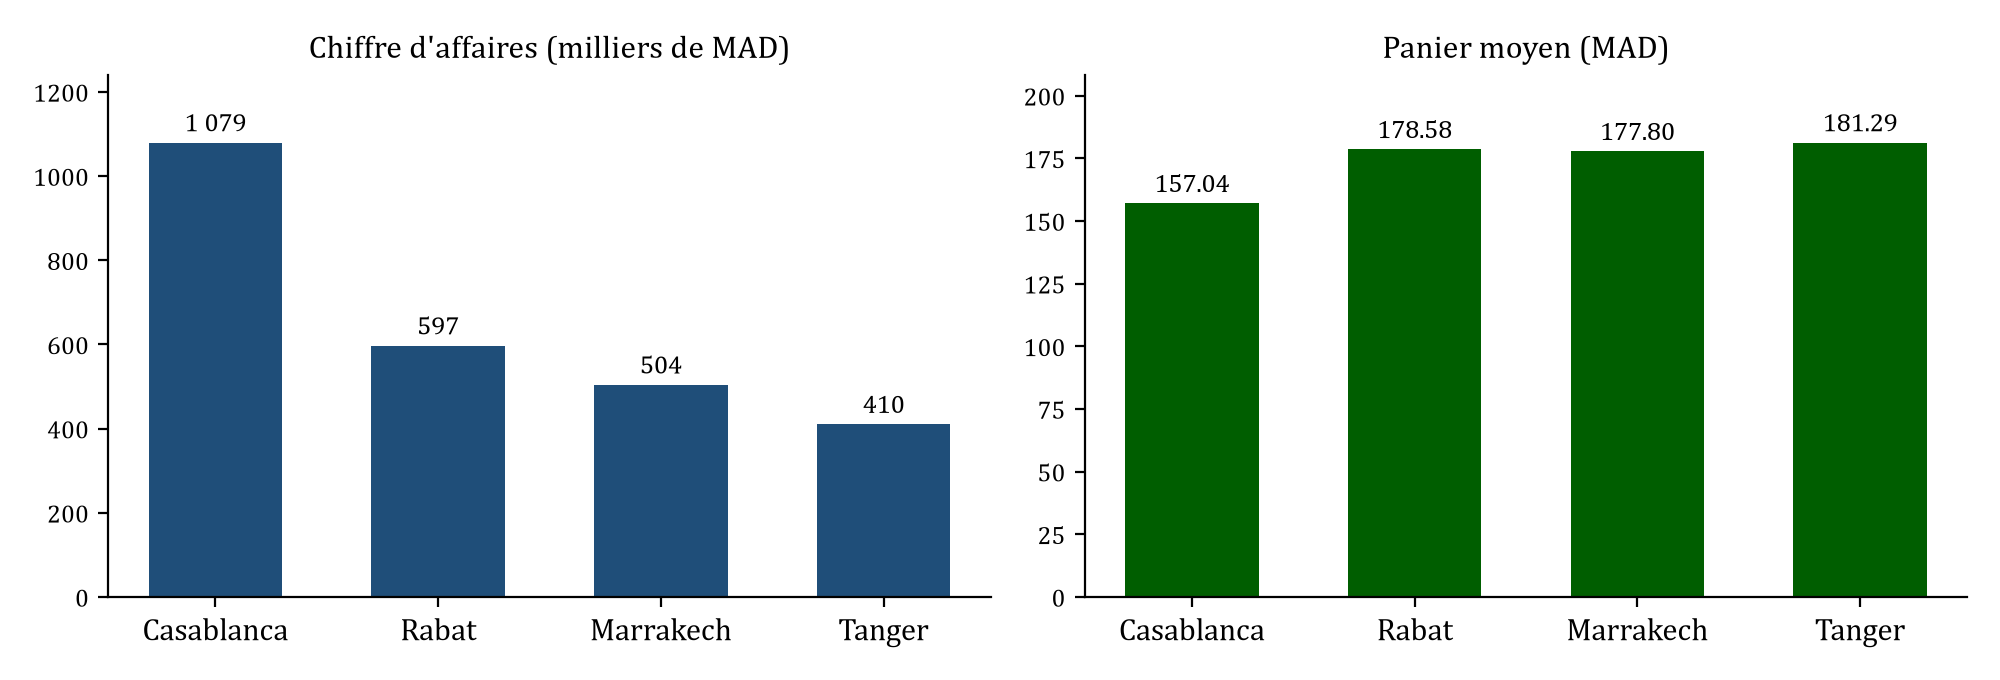 Chiffre d'affaires (milliers de MAD)
1200
1000
800
600
400
200
0
1 079
597
504
410
Casablanca
Rabat
Marrakech
Tanger
Panier moyen (MAD)
200
175
150
125
100
75
50
25
0
157.04
178.58
177.80
181.29
Casablanca
Rabat
Marrakech
Tanger